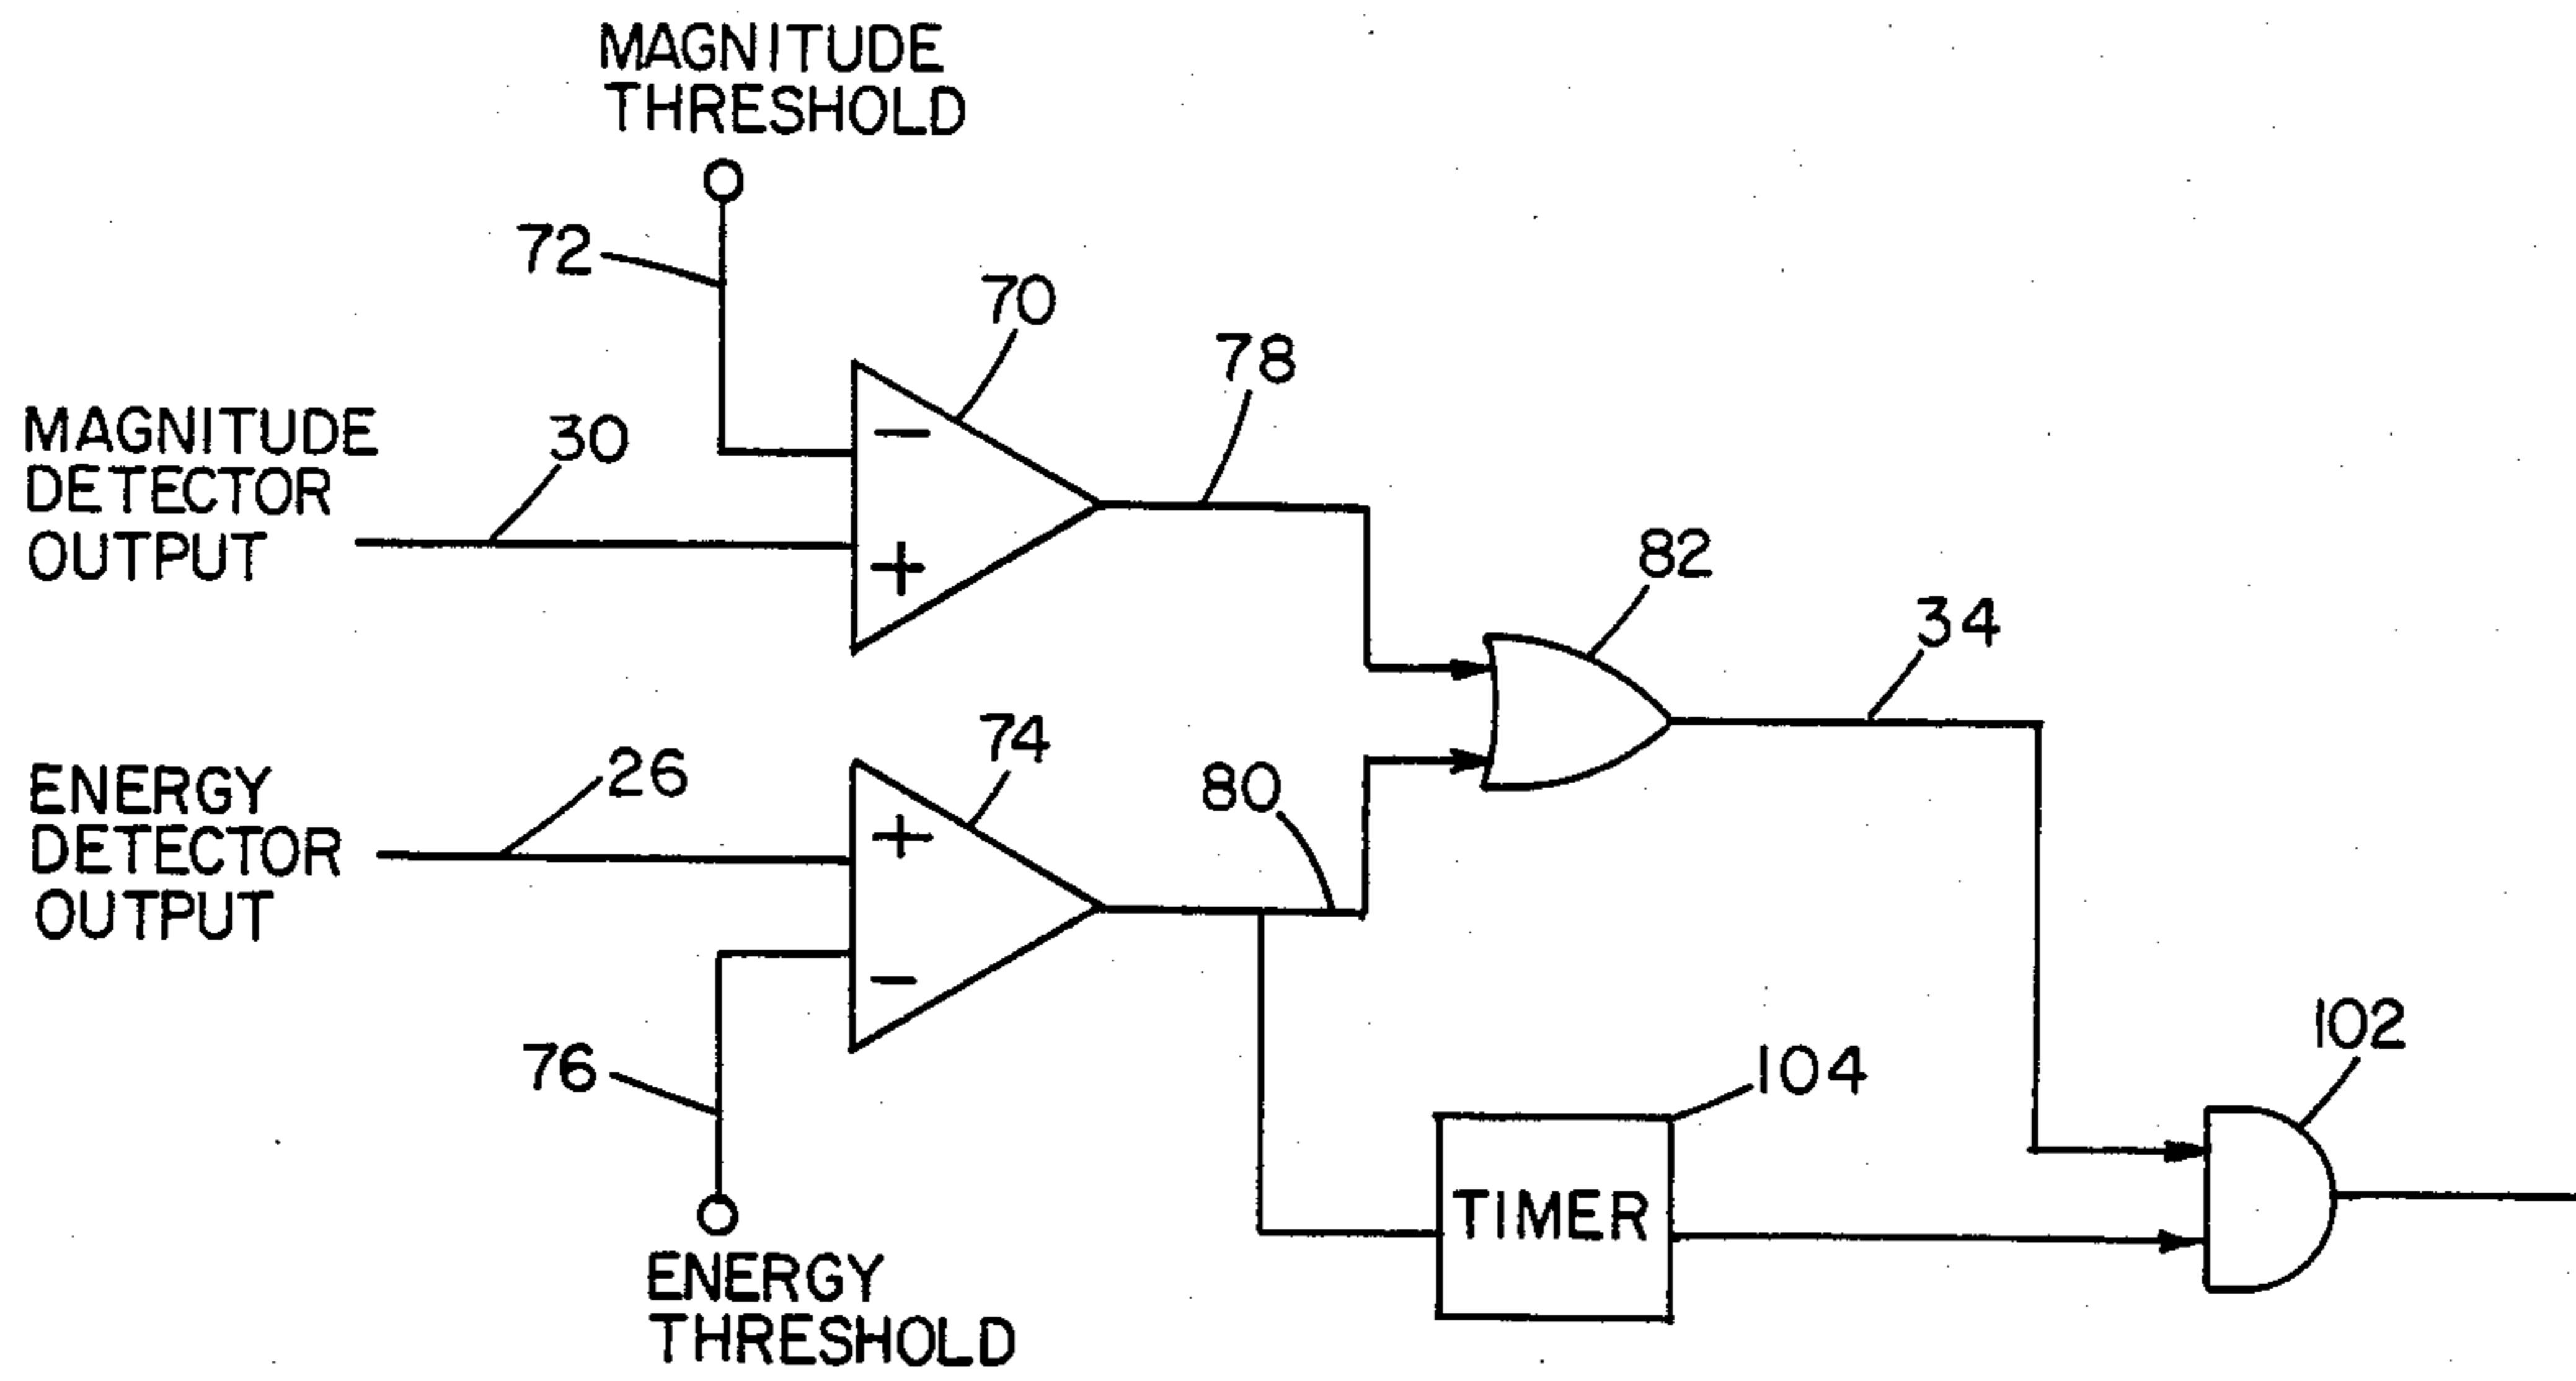 MAGNITUDE
THRESHOLD
72
70
78
MAGNITUDE
DETECTOR
OUTPUT
30
−
+
82
34
ENERGY
DETECTOR
OUTPUT
26
74
80
+
−
76
104
102
TIMER
ENERGY
THRESHOLD